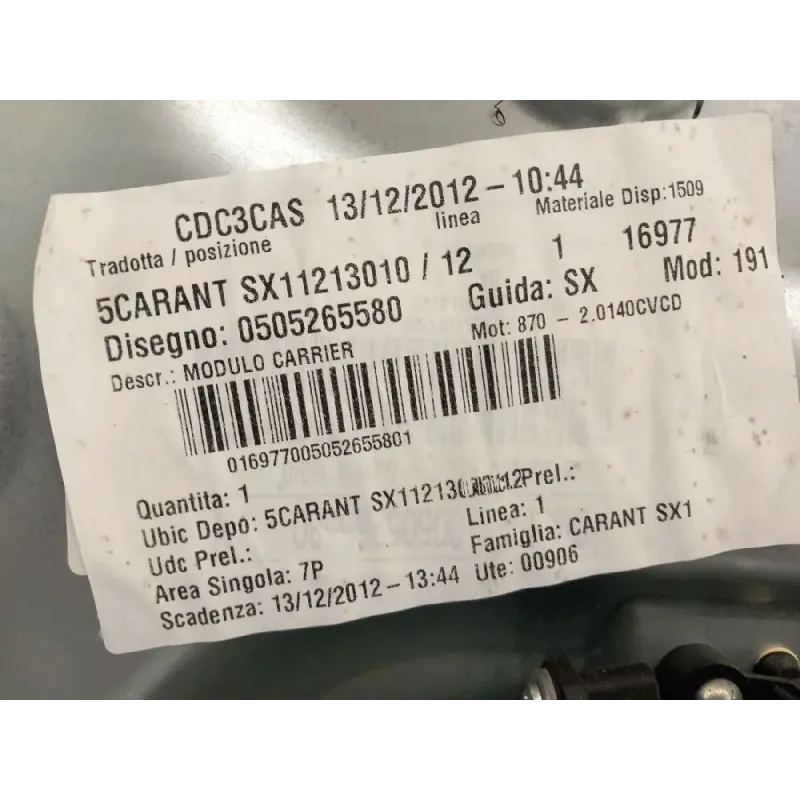 CDC3CAS 13/12/2012 - 10:44
Tradotta / posizione linea Materiale Disp:1509
5CARANT SX11213010 / 12 1 16977
Disegno: 0505265580 Guida: SX Mod: 191
Descr.: MODULO CARRIER Mot: 870 - 2.0140CVCD
016977005052655801
Quantita: 1
Ubic Depo: 5CARANT Prel.:
Udc Prel.: Linea: 1
Area Singola: 7P Famiglia: CARANT SX1
Scadenza: 13/12/2012 - 13:44 Ute: 00906